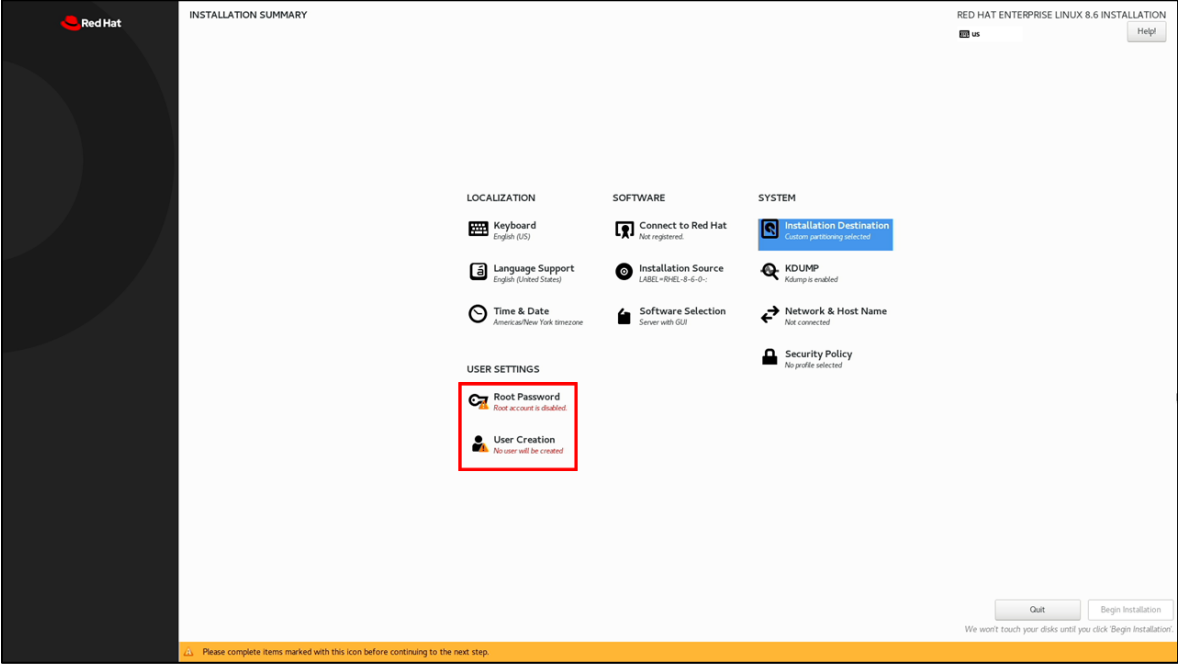 Red Hat
INSTALLATION SUMMARY
RED HAT ENTERPRISE LINUX 8.6 INSTALLATION
us
Help!
LOCALIZATION
Keyboard
English (US)
Language Support
English (United States)
Time & Date
Americas/New York timezone
SOFTWARE
Connect to Red Hat
Not registered.
Installation Source
LABEL=RHEL-8-6-0-:
Software Selection
Server with GUI
SYSTEM
Installation Destination
Custom partitioning selected
KDUMP
Kdump is enabled
Network & Host Name
Not connected
Security Policy
No profile selected
USER SETTINGS
Root Password
Root account is disabled.
User Creation
No user will be created
Quit
Begin Installation
We won't touch your disks until you click 'Begin Installation'.
Please complete items marked with this icon before continuing to the next step.